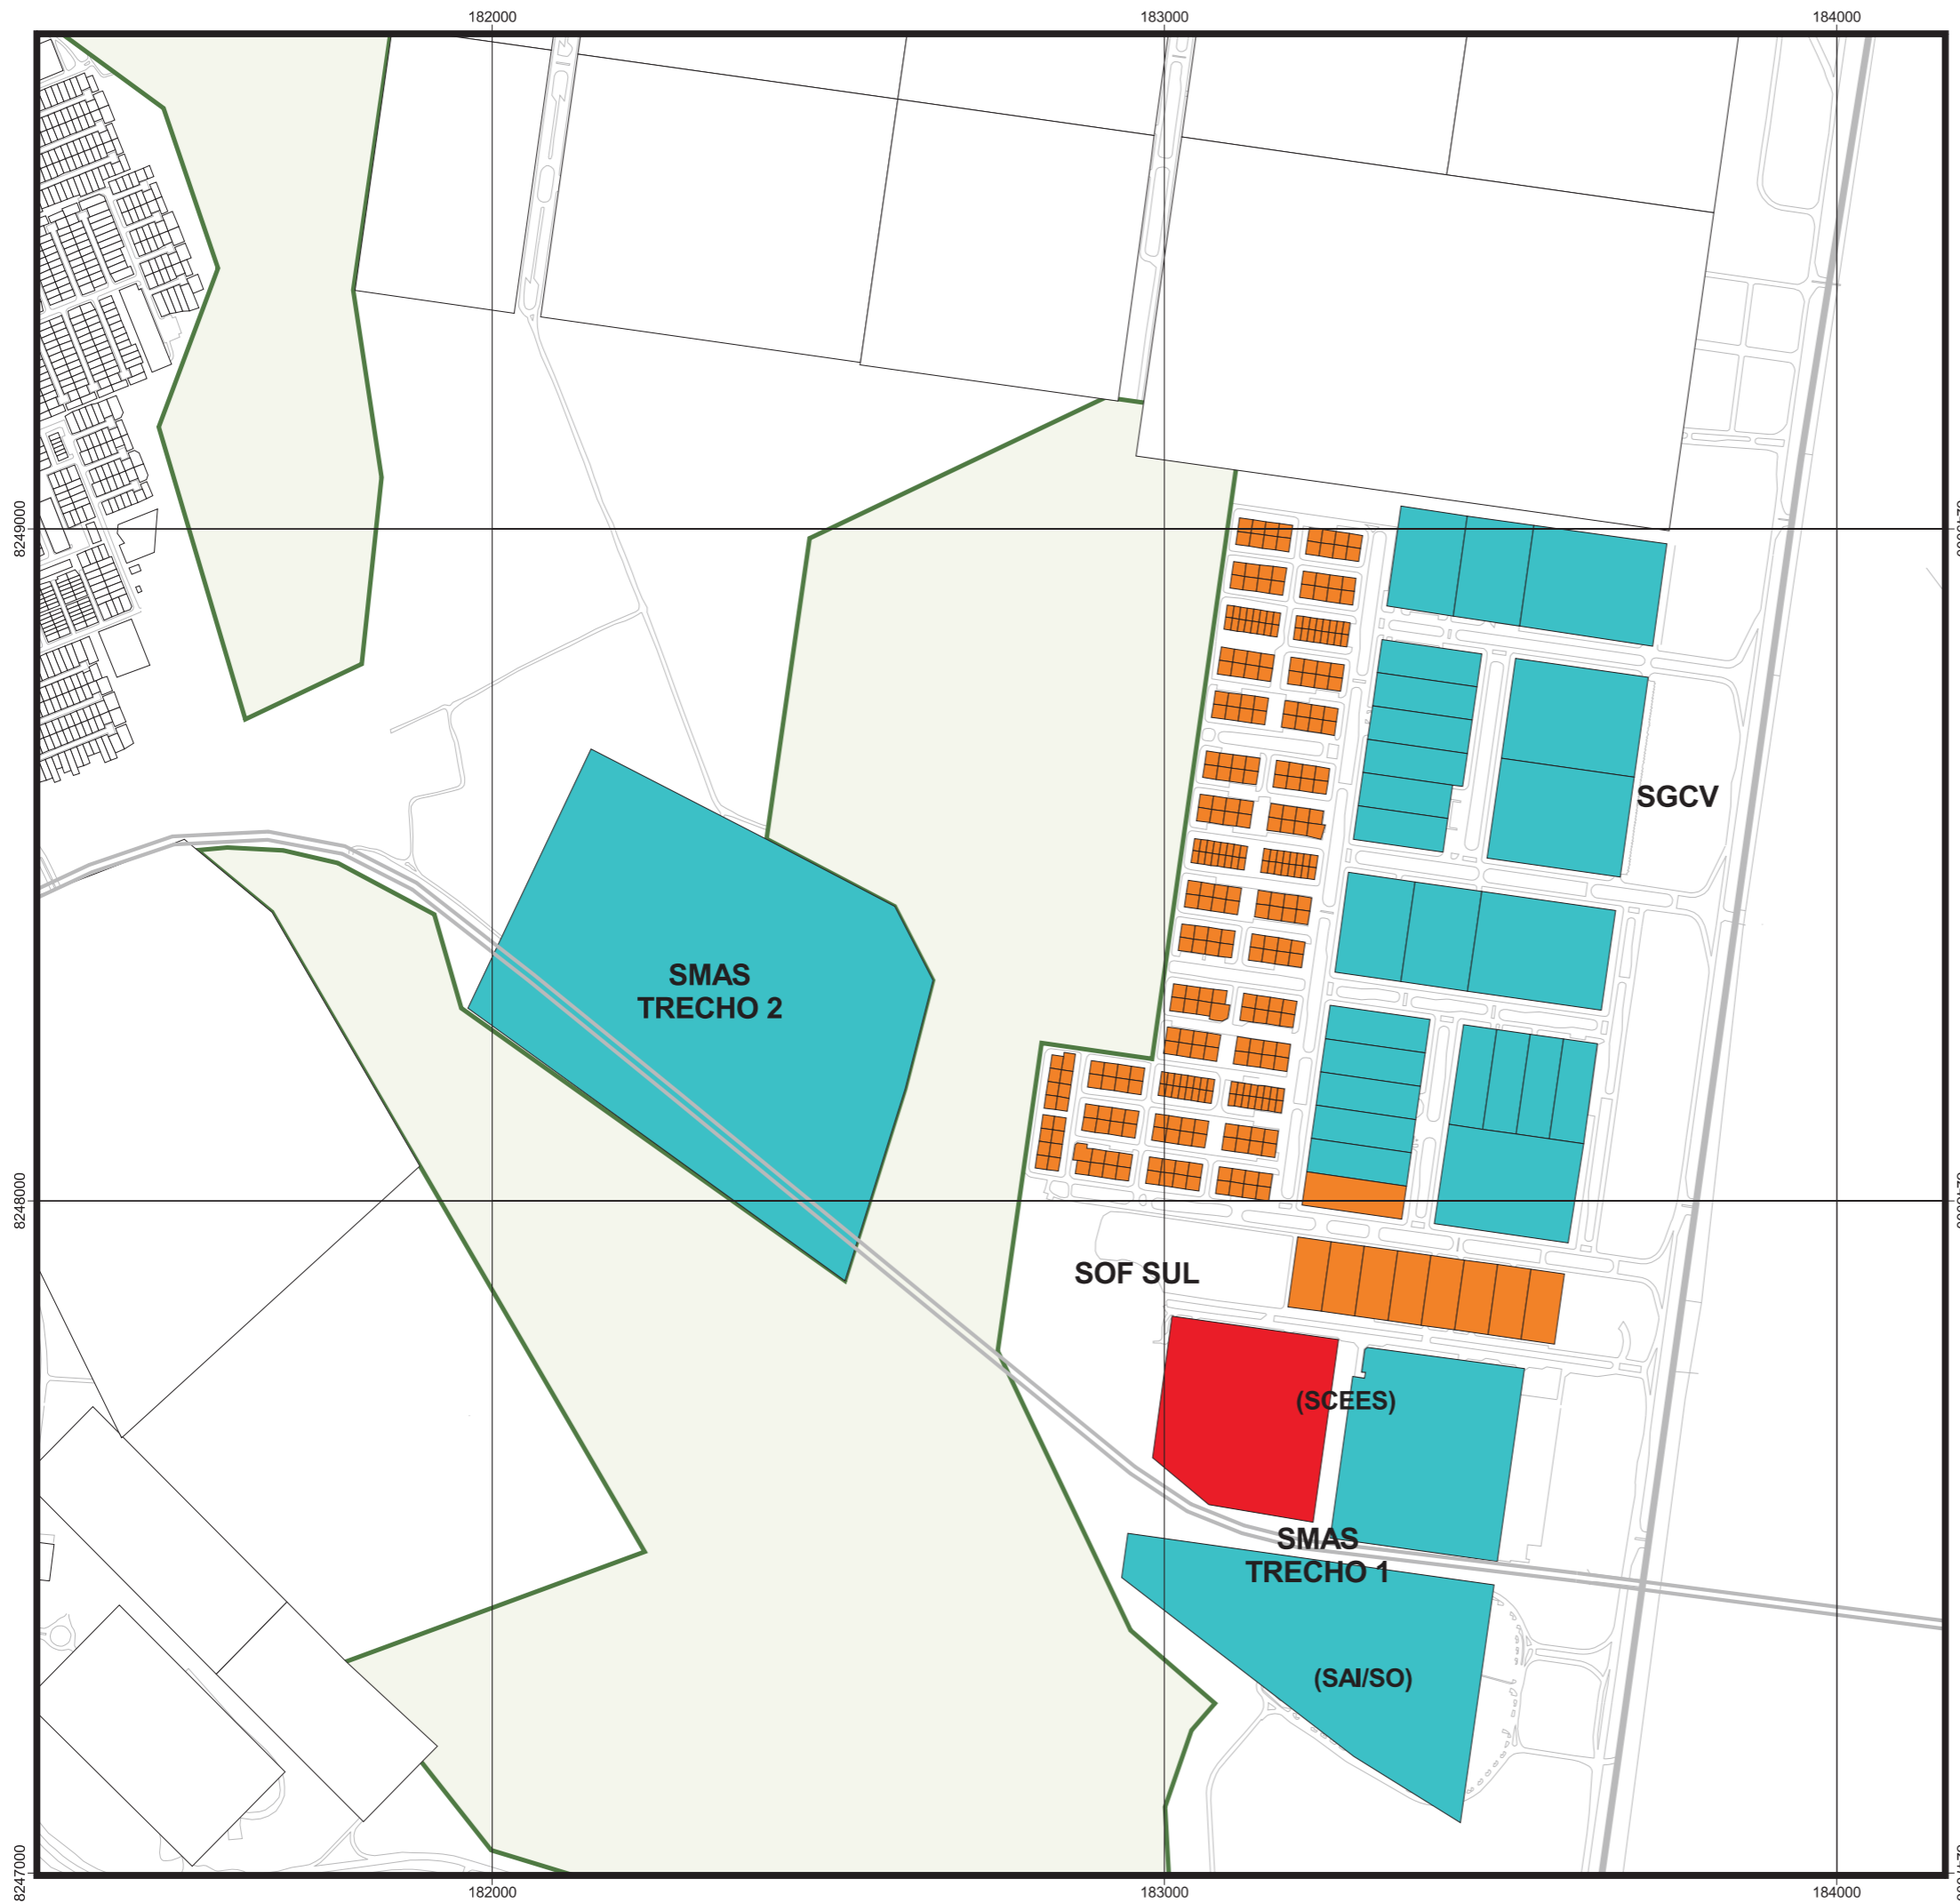 182000
183000
184000
8249000
SGCV
SMAS
TRECHO 2
8248000
SOF SUL
(SCEES)
SMAS
TRECHO 1
(SAI/SO)
8247000
182000
183000
184000